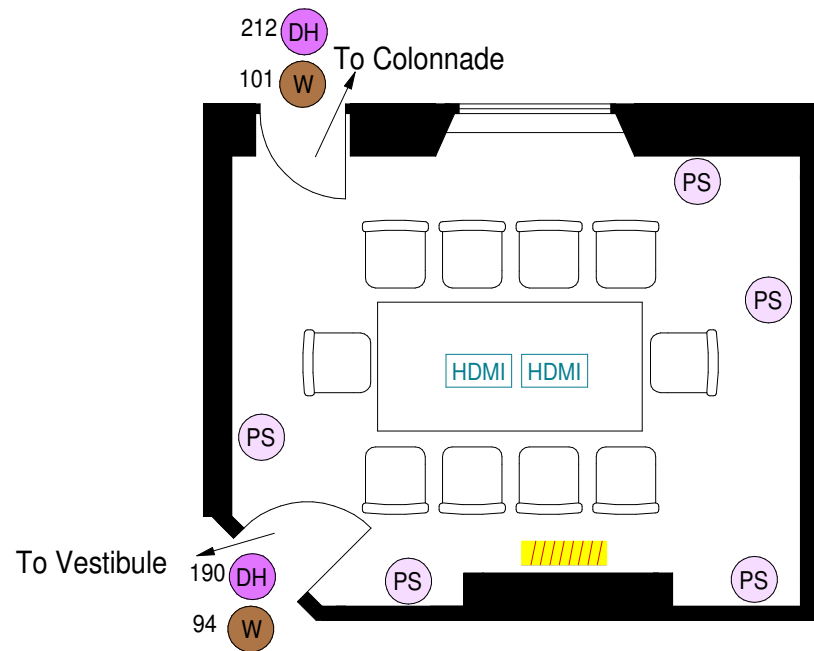 212 DH
To Colonnade
101 W
PS
PS
HDMI HDMI
PS
To Vestibule
190 DH
PS
PS
94 W